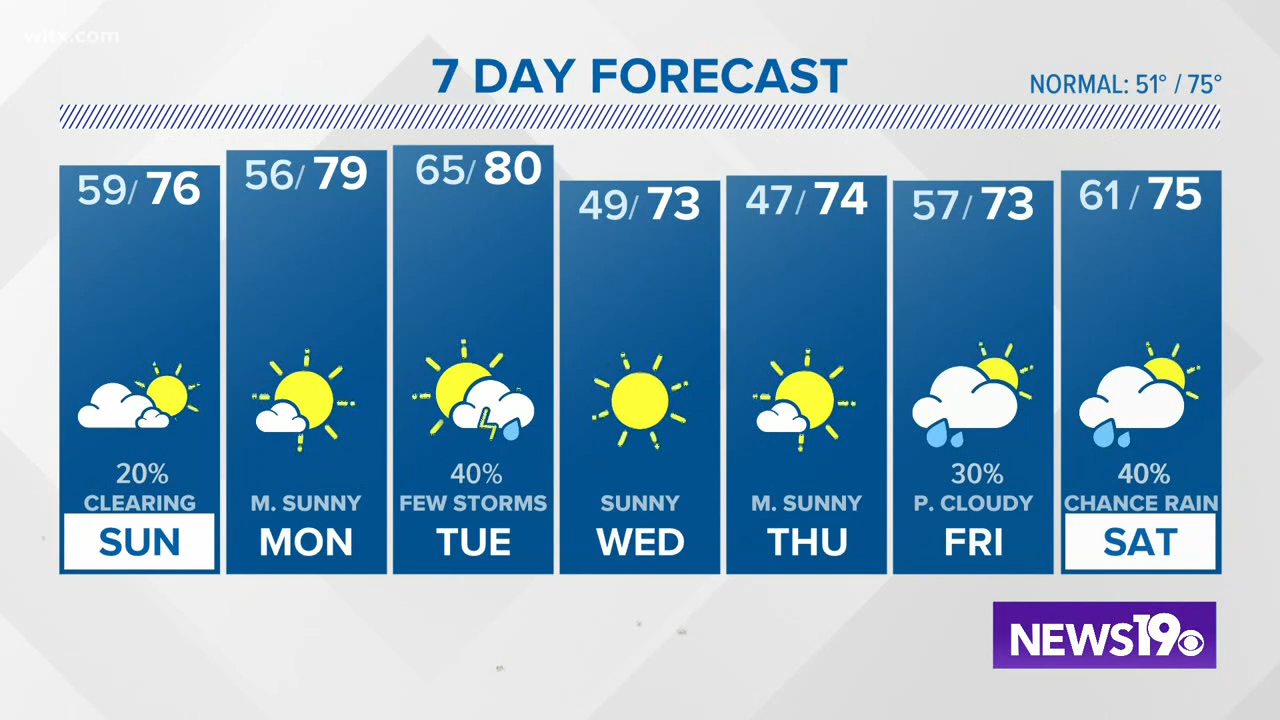 wltx.com
7 DAY FORECAST
NORMAL: 51° / 75°
59/ 76
56/ 79
65/ 80
49/ 73
47/ 74
57/ 73
61 / 75
20%
40%
30%
40%
CLEARING
M. SUNNY
FEW STORMS
SUNNY
M. SUNNY
P. CLOUDY
CHANCE RAIN
SUN
MON
TUE
WED
THU
FRI
SAT
NEWS19